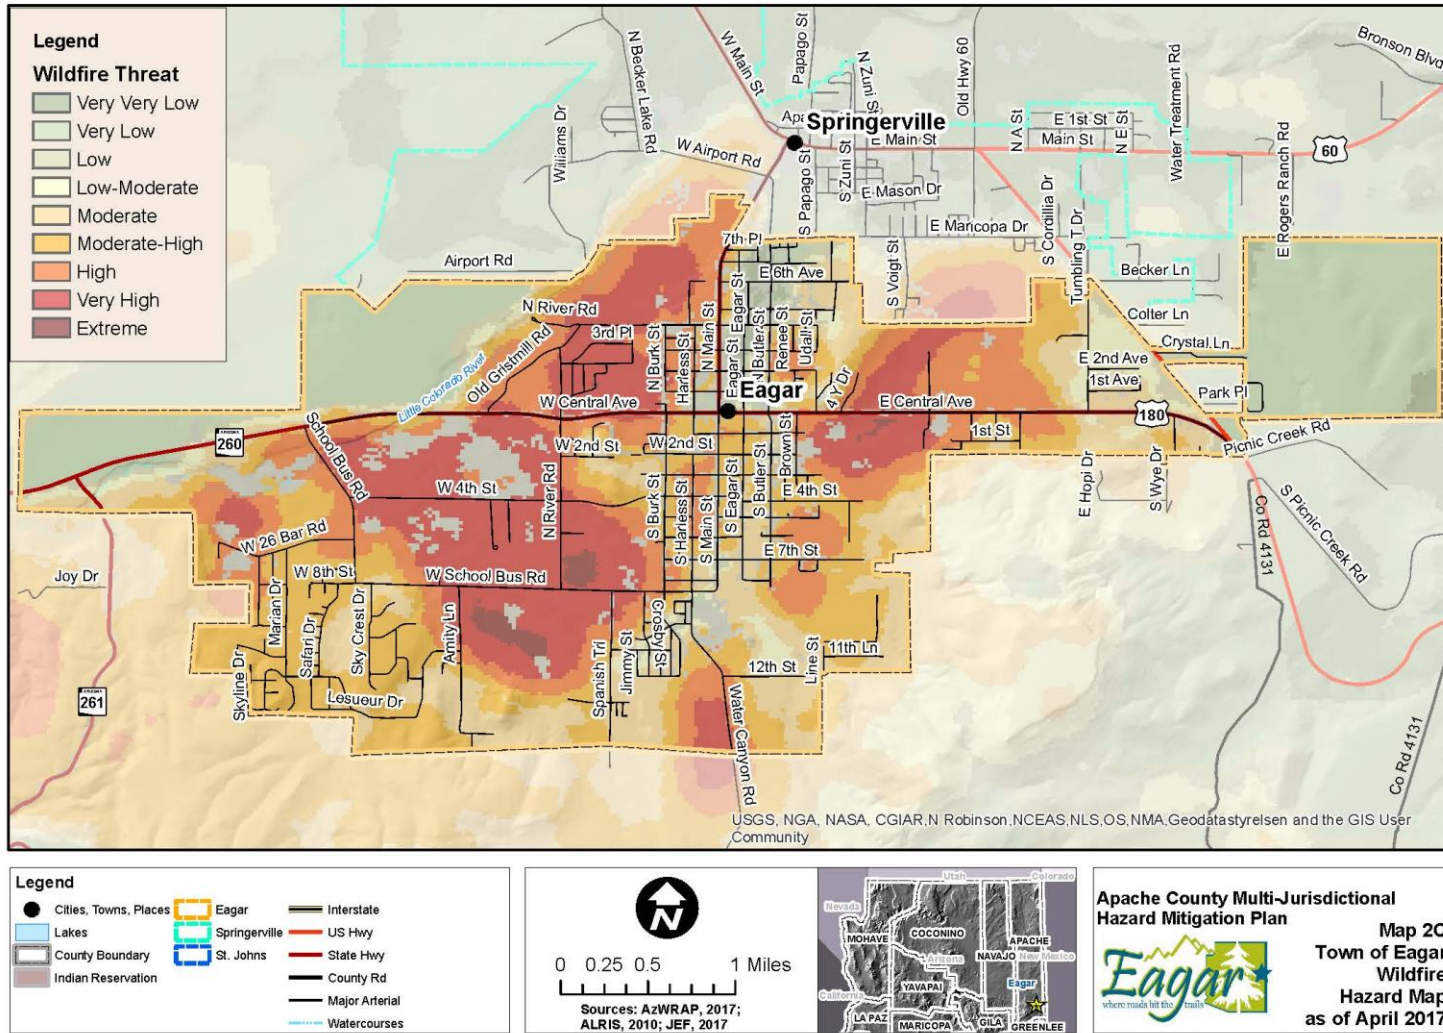 Legend
Wildfire Threat
Very Very Low
Very Low
Low
Low-Moderate
Moderate
Moderate-High
High
Very High
Extreme
N Becker Lake Rd
W Main St
Papago St
N Zuni St
Old Hwy 60
Bronson Blvd
Williams Dr
Apa
Springerville
E Main St
N A St
E 1st St
Main St
N E St
Water Treatment Rd
60
W Airport Rd
S Papago St
S Zuni St
E Mason Dr
E Rogers Ranch Rd
E Maricopa Dr
S Cordillia Dr
Tumbling T Dr
7th Pl
Airport Rd
E 6th Ave
S Voigt St
Becker Ln
N River Rd
Old Gristmill Rd
3rd Pl
N Burk St
Harless St
N Main St
Eagar St
Eagar St
N Butler St
Renee St
Udall St
Colter Ln
Crystal Ln
E 2nd Ave
1st Ave
Park Pl
Little Colorado River
4 Y Dr
Eagar
W Central Ave
E Central Ave
180
260
School Bus Rd
W 2nd St
W 2nd St
Brown St
1st St
Picnic Creek Rd
W 4th St
N River Rd
S Burk St
S Harless St
S Main St
S Eagar St
S Butler St
E 4th St
E Hopi Dr
S Wye Dr
Co Rd 4131
S Picnic Creek Rd
W 26 Bar Rd
E 7th St
Joy Dr
W 8th St
W School Bus Rd
Marian Dr
Safari Dr
Sky Crest Dr
Amity Ln
Crosby St
Jimmy St
Spanish Trl
Line St
11th Ln
12th St
Skyline Dr
Lesueur Dr
261
Water Canyon Rd
Co Rd 4131
USGS, NGA, NASA, CGIAR,N Robinson,NCEAS,NLS,OS,NMA,Geodatastyrelsen and the GIS User
Community
Legend
Cities, Towns, Places
Lakes
County Boundary
Indian Reservation
Eagar
Springerville
St. Johns
Interstate
US Hwy
State Hwy
County Rd
Major Arterial
Watercourses
N
0 0.25 0.5 1 Miles
Sources: AzWRAP, 2017;
ALRIS, 2010; JEF, 2017
Utah
Colorado
Nevada
MOHAVE
COCONINO
APACHE
NAVAJO
New Mexico
Arizona
California
YAVAPAI
Eagar
LA PAZ
MARICOPA
GILA
GREENLEE
Apache County Multi-Jurisdictional
Hazard Mitigation Plan
Eagar
where roads hit the trails
Map 2C
Town of Eagar
Wildfire
Hazard Map
as of April 2017